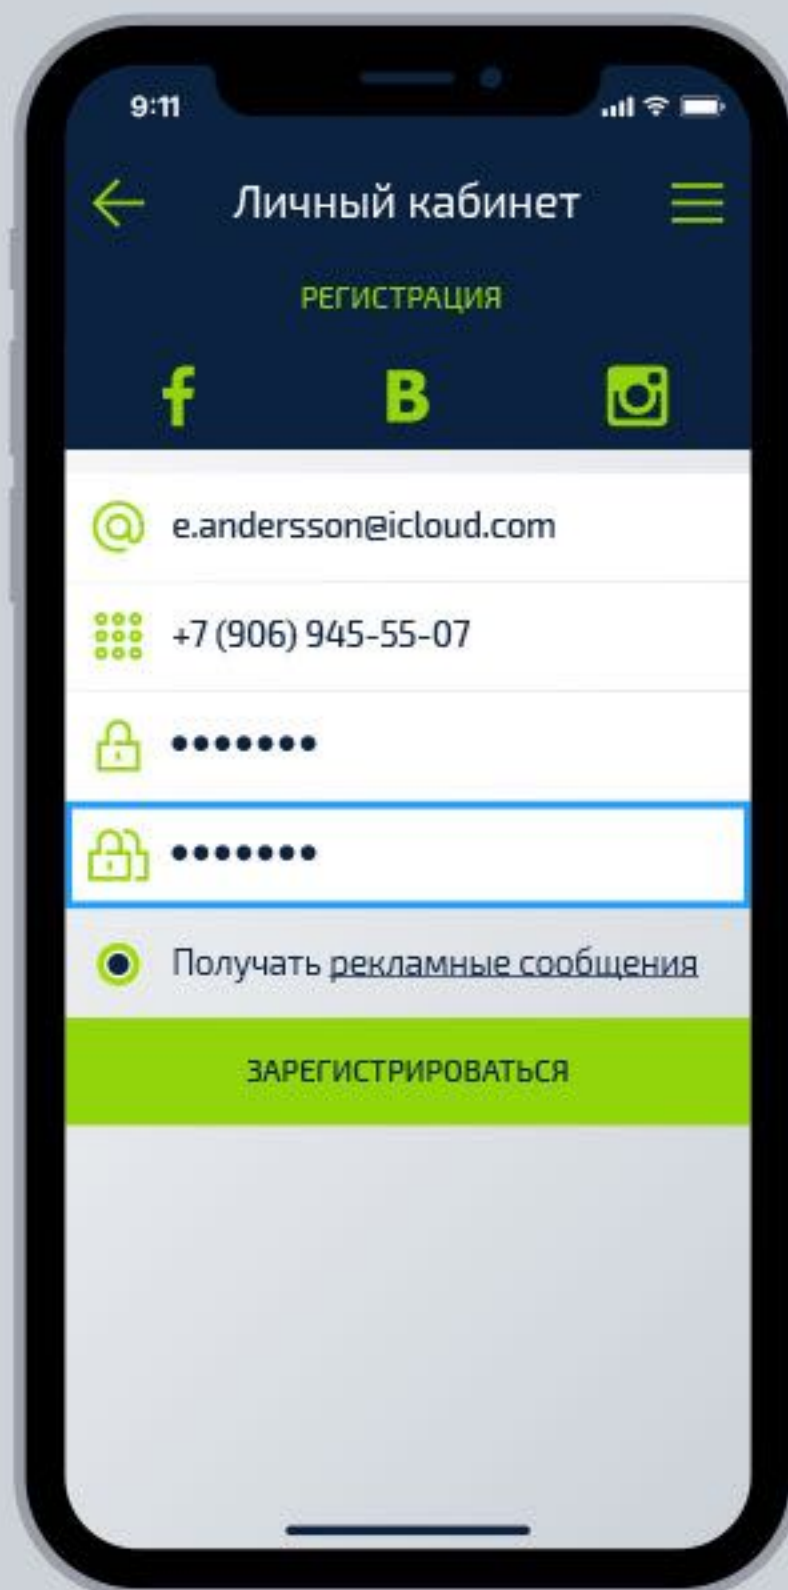 9:11
Личный кабинет
РЕГИСТРАЦИЯ
e.andersson@icloud.com
+7 (906) 945-55-07
•••••••
•••••••
Получать рекламные сообщения
ЗАРЕГИСТРИРОВАТЬСЯ